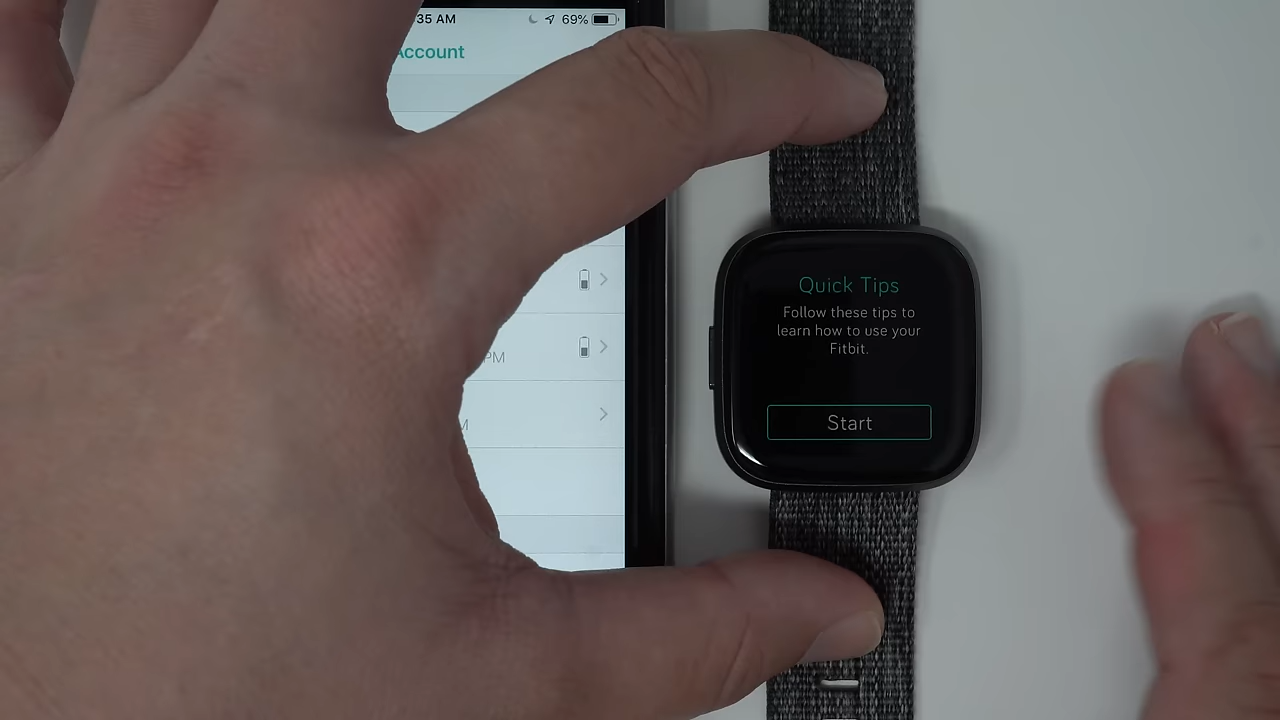 35 AM 69%
Account
PM
M
Quick Tips
Follow these tips to
learn how to use your
Fitbit.
Start